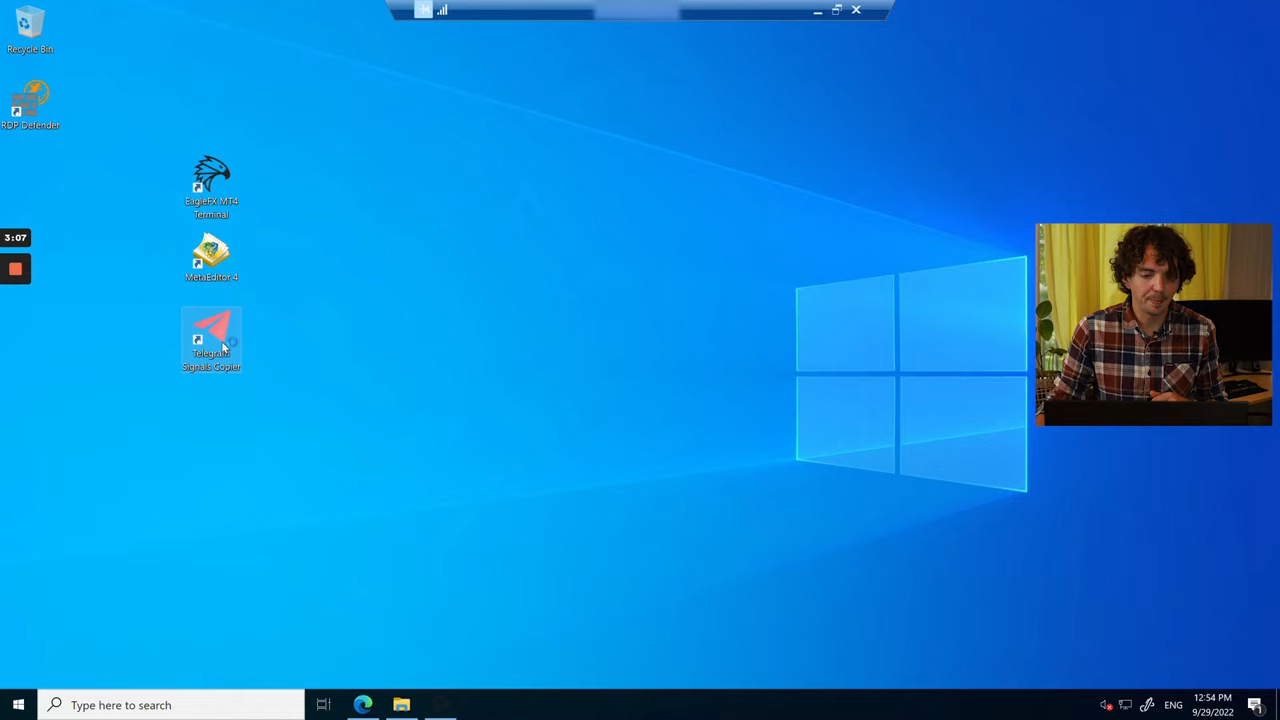 Recycle Bin
RDP Defender
EagleFX MT4
Terminal
MetaEditor 4
Telegram
Signals Copier
3:07
Type here to search
ENG
12:54 PM
9/29/2022
1